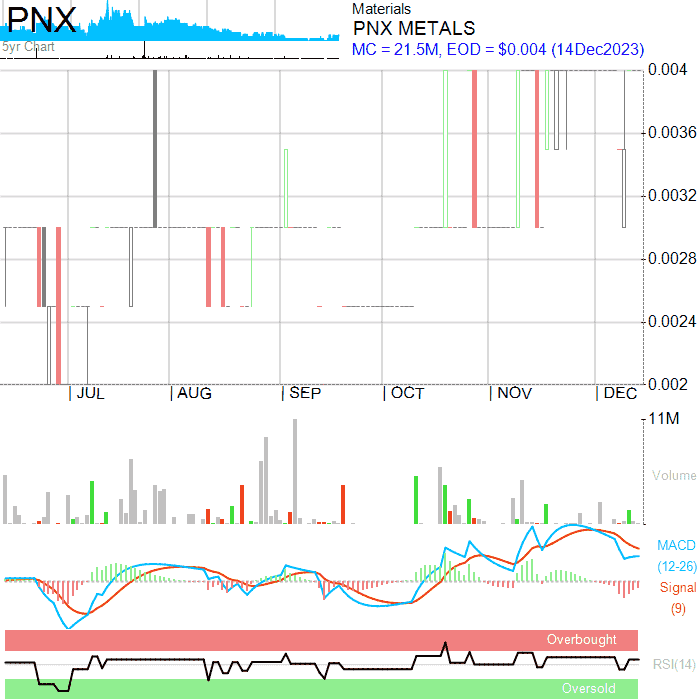 PNX
5yr Chart
Materials
PNX METALS
MC = 21.5M, EOD = $0.004 (14Dec2023)
0.004
0.0036
0.0032
0.0028
0.0024
0.002
JUL
AUG
SEP
OCT
NOV
DEC
11M
Volume
MACD
(12-26)
Signal
(9)
Overbought
RSI(14)
Oversold